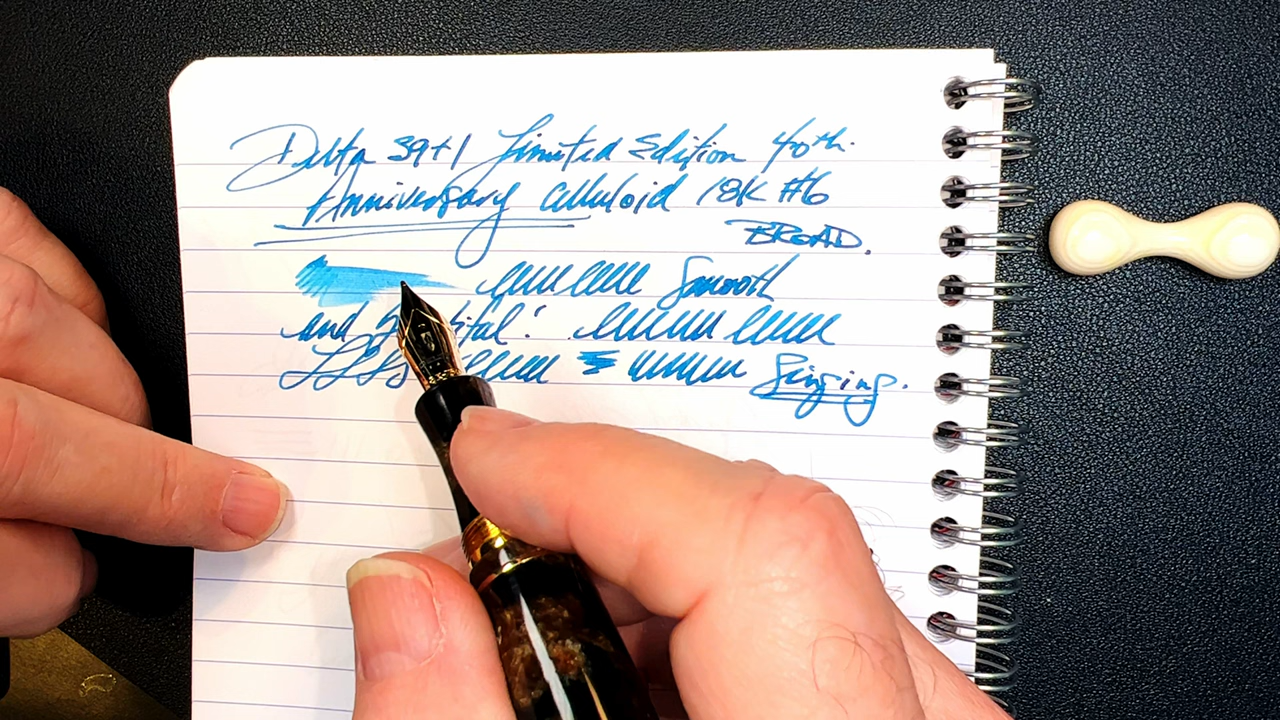 Delta 39+1 Limited Edition 40th.
Anniversary Celluloid 18K #6
BROAD.
Smooth
and
Singing.